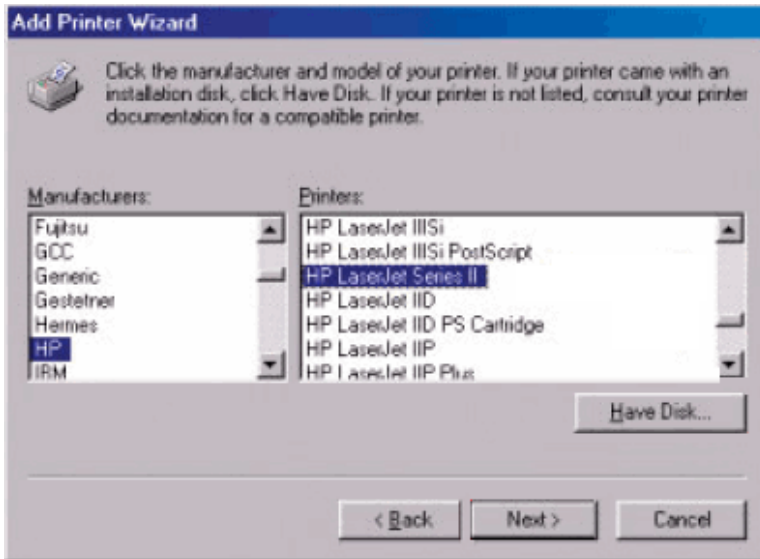 Add Printer Wizard
Click the manufacturer and model of your printer. If your printer came with an
installation disk, click Have Disk. If your printer is not listed, consult your printer
documentation for a compatible printer.
Manufacturers:
Fujitsu
GCC
Generic
Gestetner
Hermes
HP
IBM
Printers:
HP LaserJet IIISi
HP LaserJet IIISi PostScript
HP LaserJet Series II
HP LaserJet IID
HP LaserJet IID PS Cartridge
HP LaserJet IIP
HP LaserJet IIP Plus
Have Disk...
< Back
Next >
Cancel